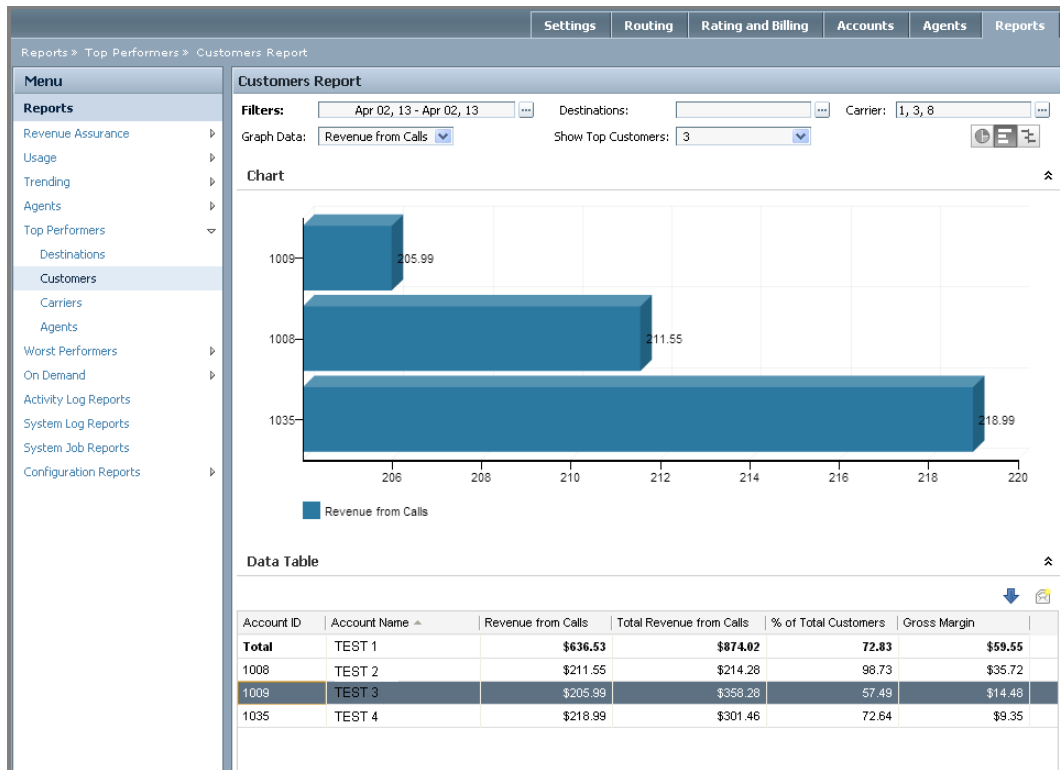 Settings Routing Rating and Billing Accounts Agents Reports
Reports » Top Performers » Customers Report
Menu
Reports
Revenue Assurance
Usage
Trending
Agents
Top Performers
Destinations
Customers
Carriers
Agents
Worst Performers
On Demand
Activity Log Reports
System Log Reports
System Job Reports
Configuration Reports
Customers Report
Filters: Apr 02, 13 - Apr 02, 13 ... Destinations: ... Carrier: 1, 3, 8 ...
Graph Data: Revenue from Calls Show Top Customers: 3
Chart
1009 205.99
1008 211.55
1035 218.99
206 208 210 212 214 216 218 220
Revenue from Calls
Data Table
Account ID Account Name Revenue from Calls Total Revenue from Calls % of Total Customers Gross Margin
Total TEST 1 $636.53 $874.02 72.83 $59.55
1008 TEST 2 $211.55 $214.28 98.73 $35.72
1009 TEST 3 $205.99 $358.28 57.49 $14.48
1035 TEST 4 $218.99 $301.46 72.64 $9.35